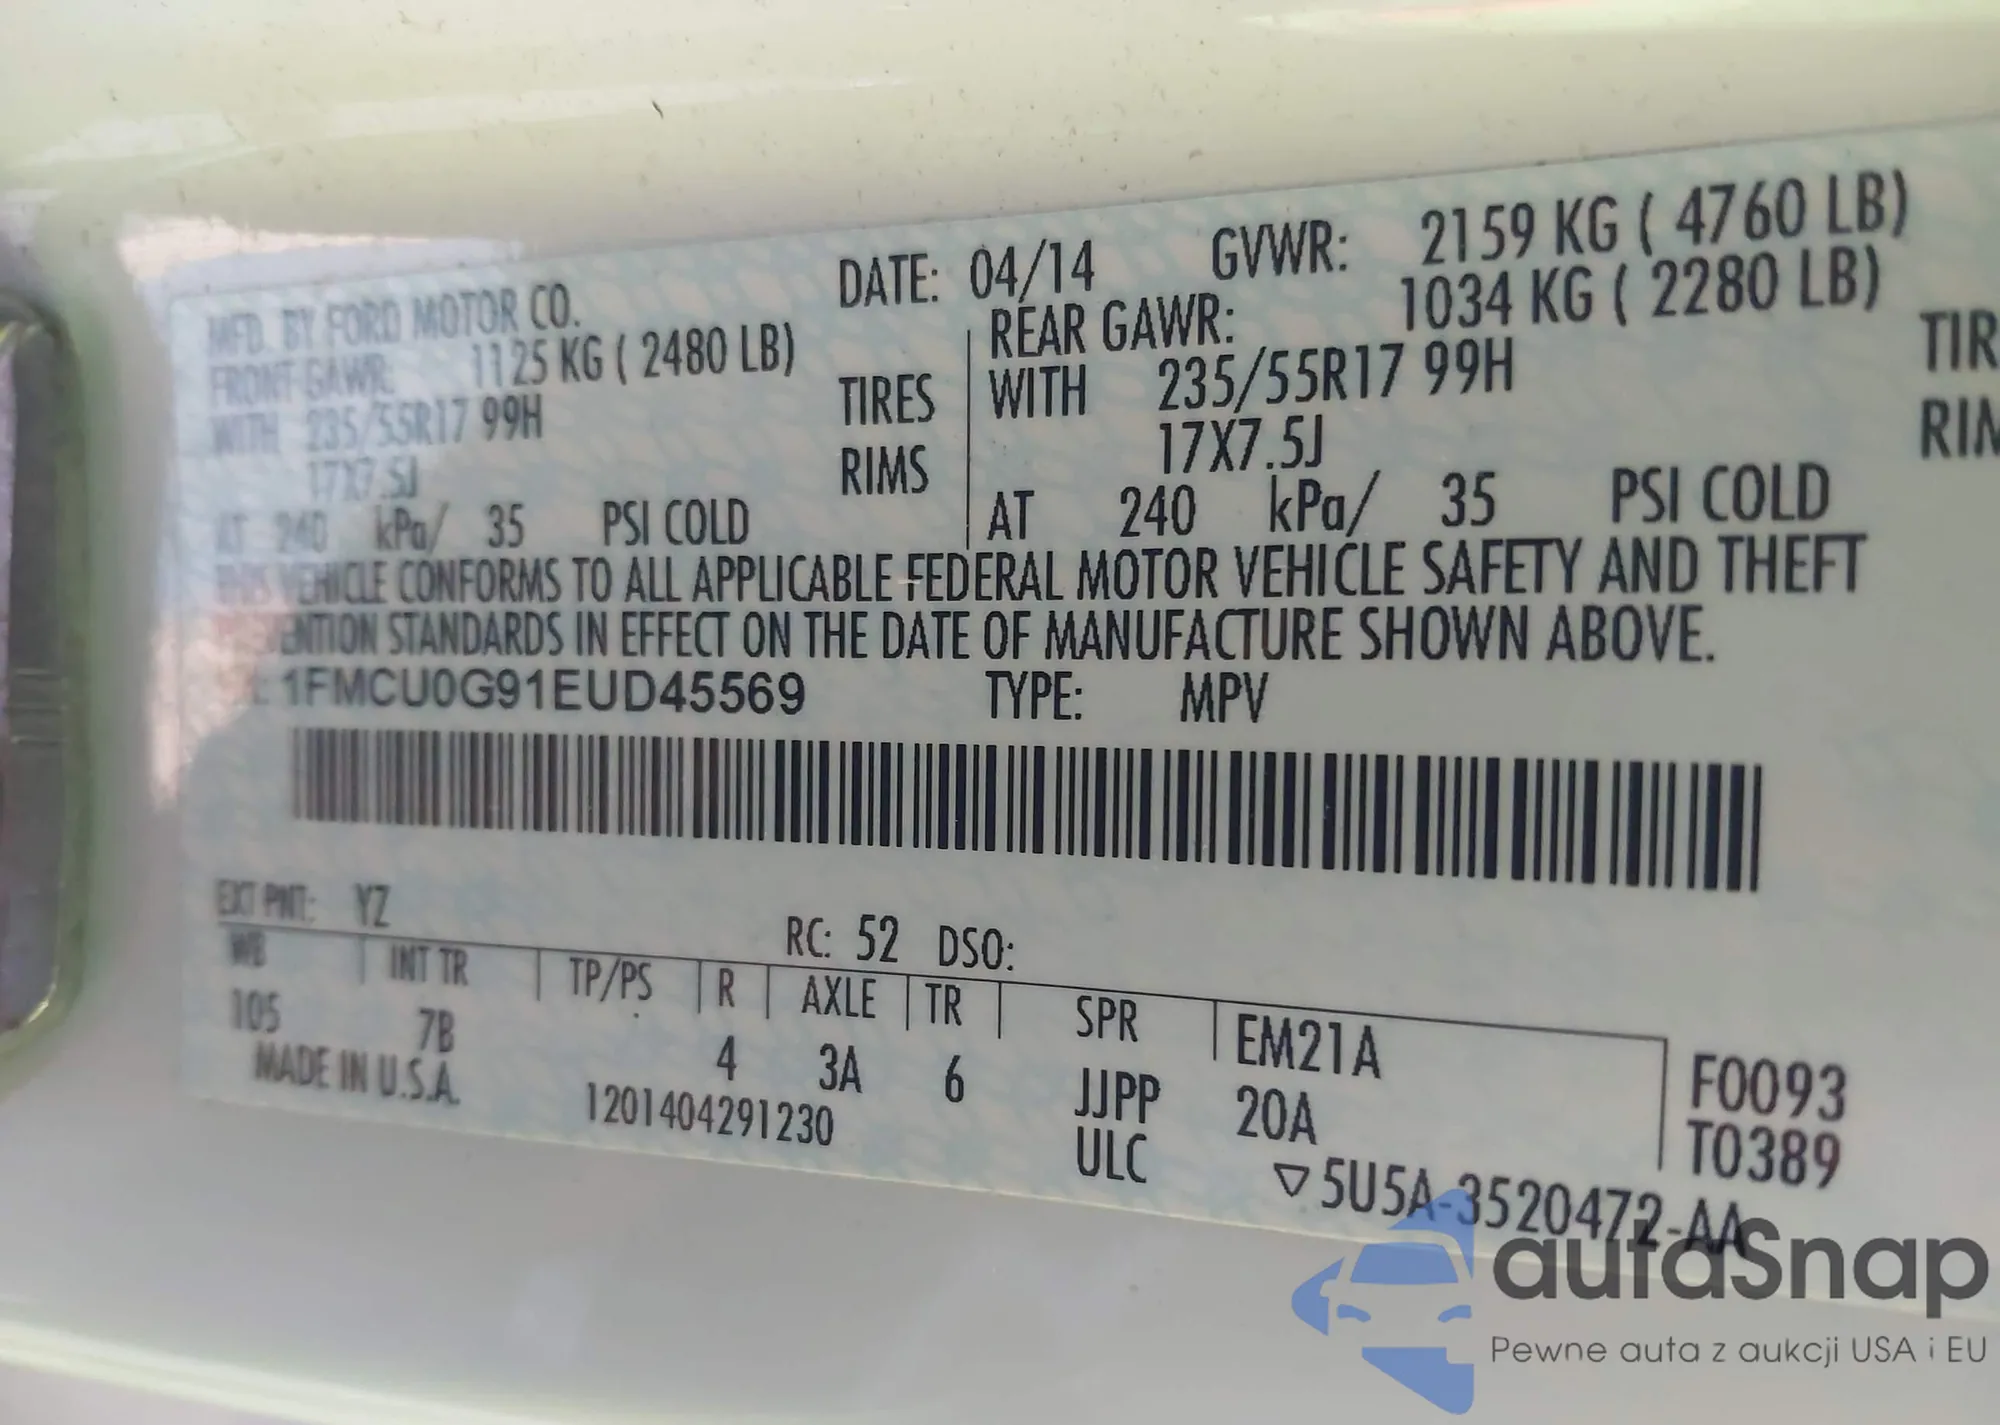 MFD. BY FORD MOTOR CO. DATE: 04/14 GVWR: 2159 KG ( 4760 LB)
FRONT GAWR: 1125 KG ( 2480 LB) REAR GAWR: 1034 KG ( 2280 LB)
WITH 235/55R17 99H TIRES WITH 235/55R17 99H TIR
17X7.5J RIMS 17X7.5J RIM
AT 240 kPa/ 35 PSI COLD AT 240 kPa/ 35 PSI COLD
THIS VEHICLE CONFORMS TO ALL APPLICABLE FEDERAL MOTOR VEHICLE SAFETY AND THEFT
ENTION STANDARDS IN EFFECT ON THE DATE OF MANUFACTURE SHOWN ABOVE.
1FMCU0G91EUD45569 TYPE: MPV
EXT PNT: YZ RC: 52 DSO:
WB INT TR TP/PS R AXLE TR SPR EM21A F0093
105 7B 4 3A 6 JJPP 20A T0389
MADE IN U.S.A. 1201404291230 ULC ▽5U5A-3520472-AA
autaSnap
Pewne auta z aukcji USA i EU